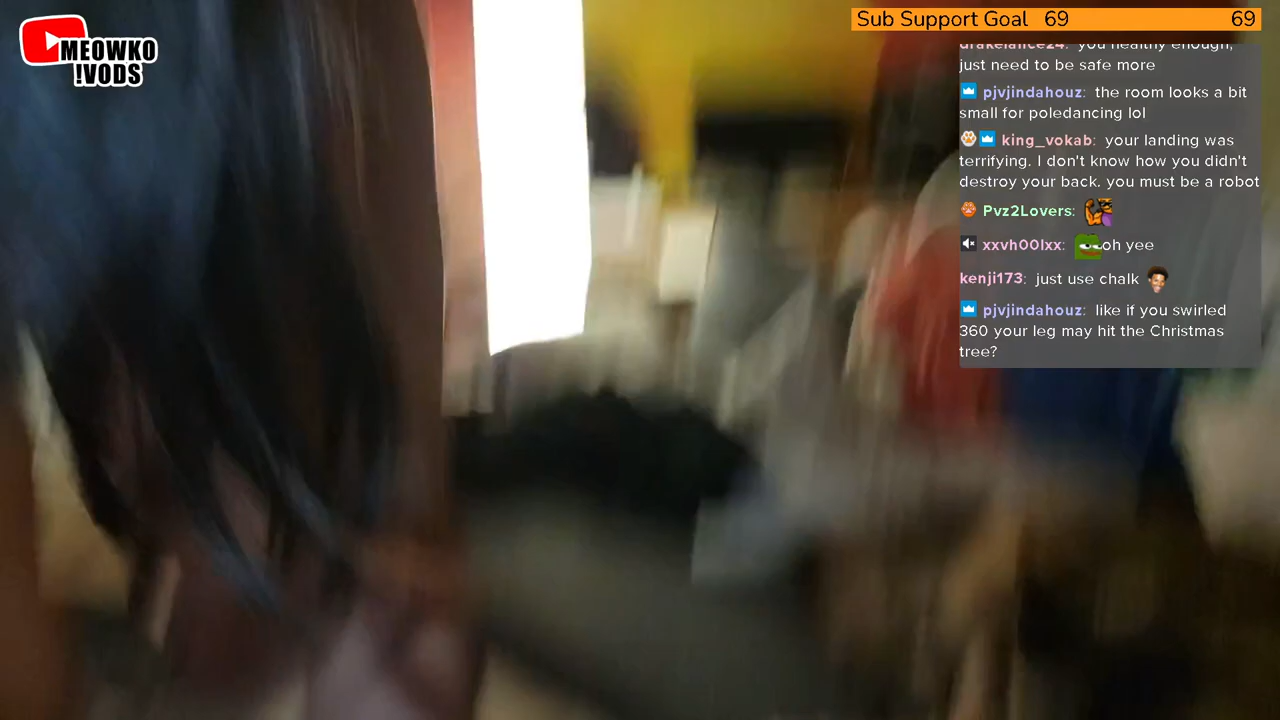 MEOWKO
!VODS
Sub Support Goal 69 69
drakelance24: you healthy enough,
just need to be safe more
pjvjindahouz: the room looks a bit
small for poledancing lol
king_vokab: your landing was
terrifying. I don't know how you didn't
destroy your back. you must be a robot
Pvz2Lovers:
xxvh00lxx: oh yee
kenji173: just use chalk
pjvjindahouz: like if you swirled
360 your leg may hit the Christmas
tree?